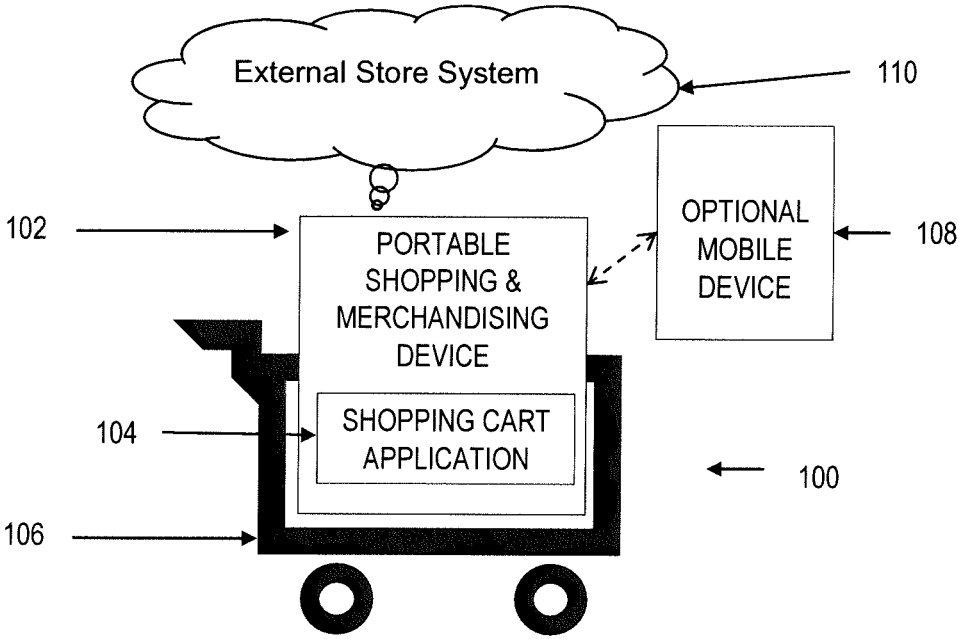 External Store System
110
102
PORTABLE
SHOPPING &
MERCHANDISING
DEVICE
OPTIONAL
MOBILE
DEVICE
108
104
SHOPPING CART
APPLICATION
100
106